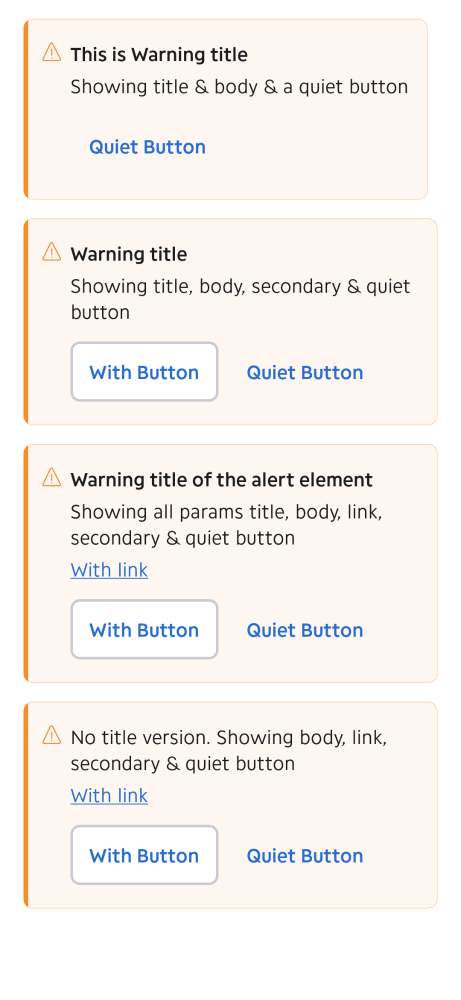 This is Warning title
Showing title & body & a quiet button
Quiet Button
Warning title
Showing title, body, secondary & quiet
button
With Button
Quiet Button
Warning title of the alert element
Showing all params title, body, link,
secondary & quiet button
With link
With Button
Quiet Button
No title version. Showing body, link,
secondary & quiet button
With link
With Button
Quiet Button